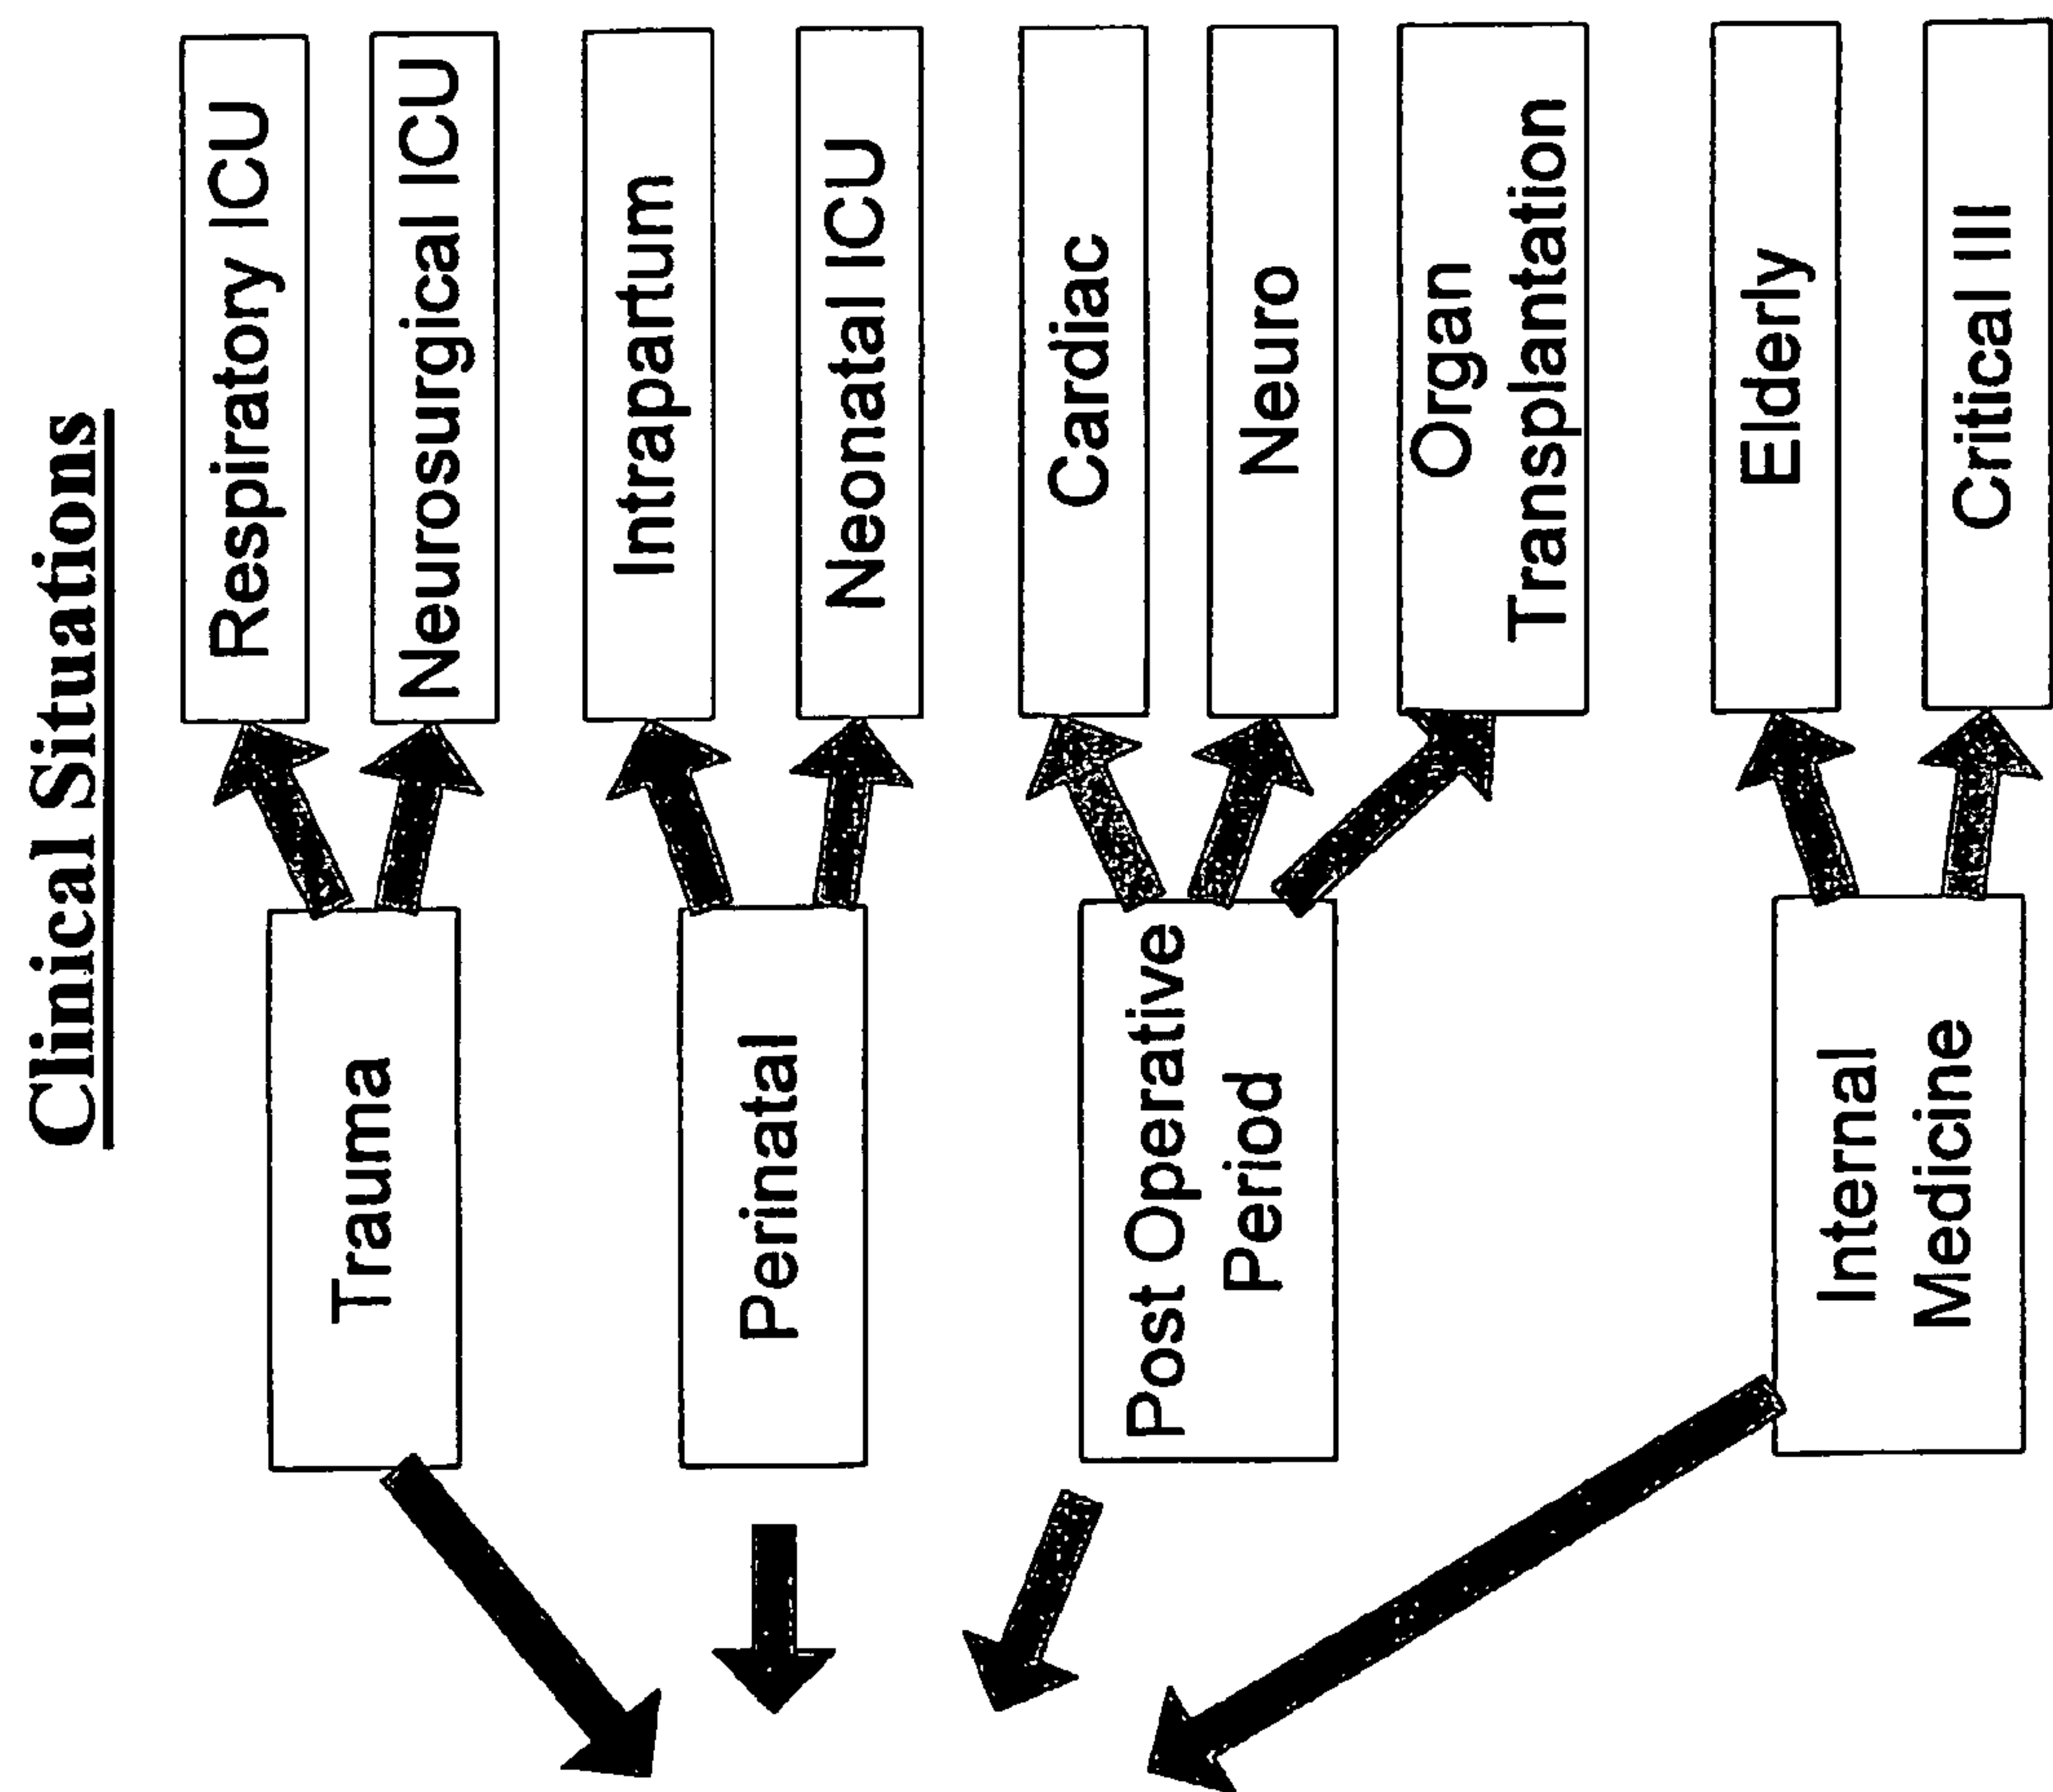 Clinical Situations
Trauma
Respiratory ICU
Neurosurgical ICU
Perinatal
Intrapartum
Neonatal ICU
Post Operative
Period
Cardiac
Neuro
Organ
Transplantation
Internal
Medicine
Elderly
Critical Ill